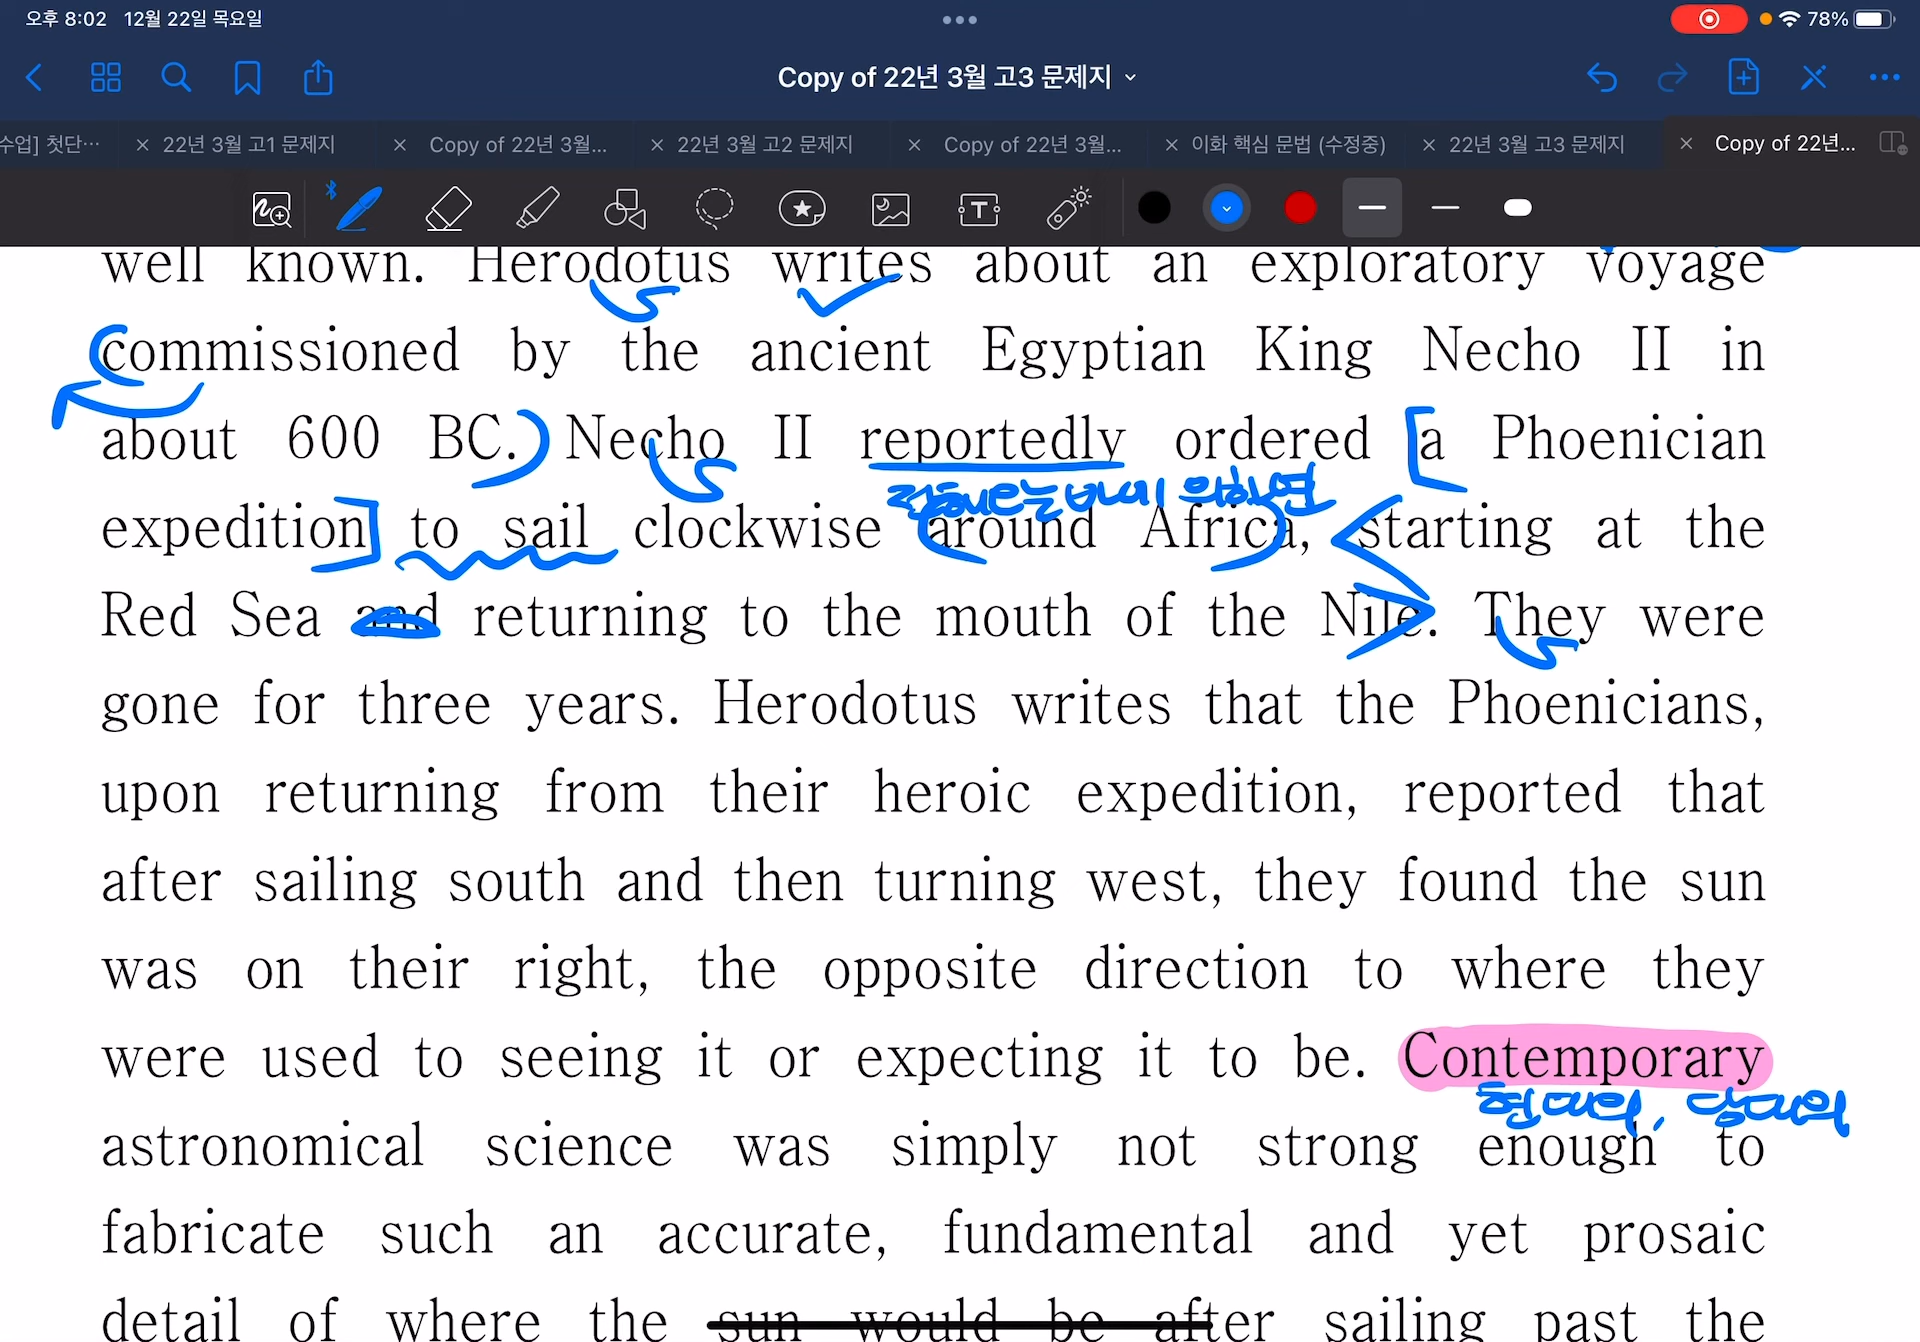 오후 8:02 12월 22일 목요일
78%
Copy of 22년 3월 고3 문제지
수업] 첫단… 22년 3월 고1 문제지 Copy of 22년 3월... 22년 3월 고2 문제지 Copy of 22년 3월... 이화 핵심 문법 (수정중) 22년 3월 고3 문제지 Copy of 22년...
well known. Herodotus writes about an exploratory voyage
commissioned by the ancient Egyptian King Necho II in
about 600 BC. Necho II reportedly ordered a Phoenician
전해오는 바에 의하면
expedition to sail clockwise around Africa, starting at the
Red Sea and returning to the mouth of the Nile. They were
gone for three years. Herodotus writes that the Phoenicians,
upon returning from their heroic expedition, reported that
after sailing south and then turning west, they found the sun
was on their right, the opposite direction to where they
were used to seeing it or expecting it to be. Contemporary
현대의, 당대의
astronomical science was simply not strong enough to
fabricate such an accurate, fundamental and yet prosaic
detail of where the sun would be after sailing past the